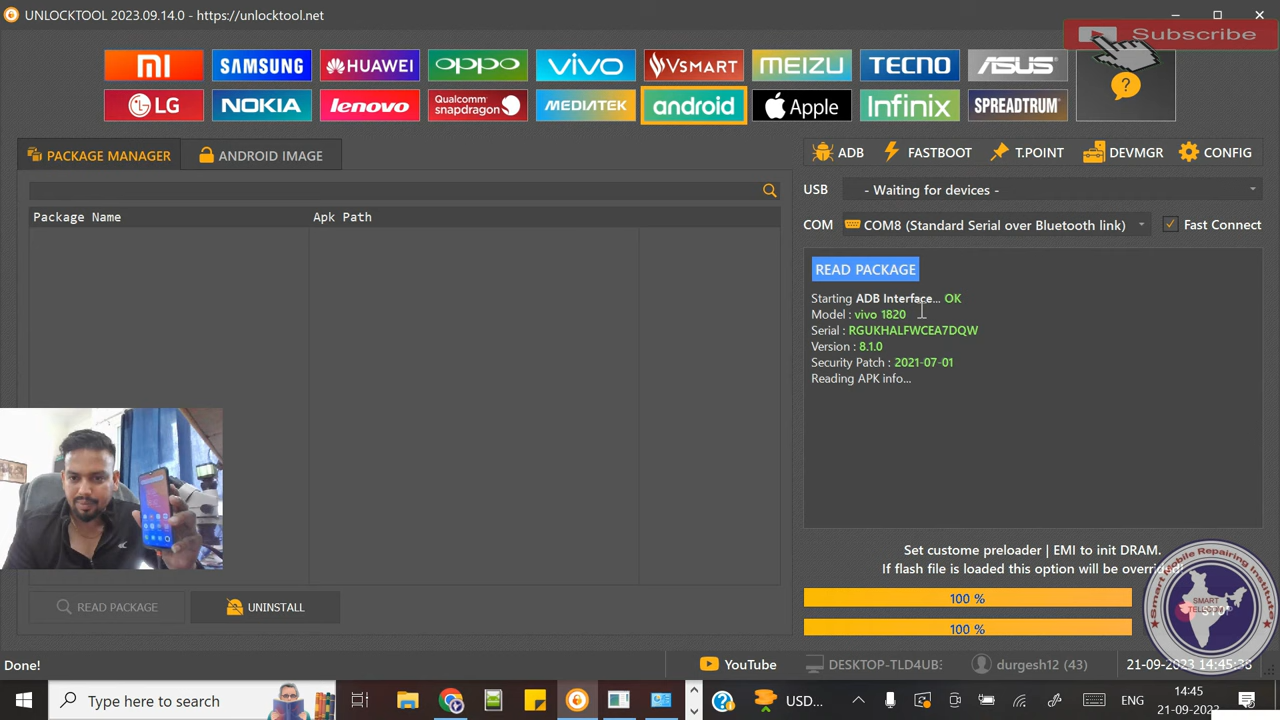 UNLOCKTOOL 2023.09.14.0 - https://unlocktool.net
Subscribe
MI
SAMSUNG
HUAWEI
OPPO
VIVO
VSMART
MEIZU
TECNO
ASUS
LG
NOKIA
lenovo
Qualcomm snapdragon
MEDIATEK
android
Apple
Infinix
SPREADTRUM
?
PACKAGE MANAGER
ANDROID IMAGE
ADB
FASTBOOT
T.POINT
DEVMGR
CONFIG
USB - Waiting for devices -
Package Name Apk Path
COM COM8 (Standard Serial over Bluetooth link) Fast Connect
READ PACKAGE
Starting ADB Interface... OK
Model : vivo 1820
Serial : RGUKHALFWCEA7DQW
Version : 8.1.0
Security Patch : 2021-07-01
Reading APK info...
Set custome preloader | EMI to init DRAM.
If flash file is loaded this option will be overrided!
100 %
100 %
Smart Mobile Repairing Institute
SMART
READ PACKAGE
UNINSTALL
Done!
YouTube
DESKTOP-TLD4UB:
durgesh12 (43)
21-09-2023 14:45:38
Type here to search
USD...
ENG
14:45